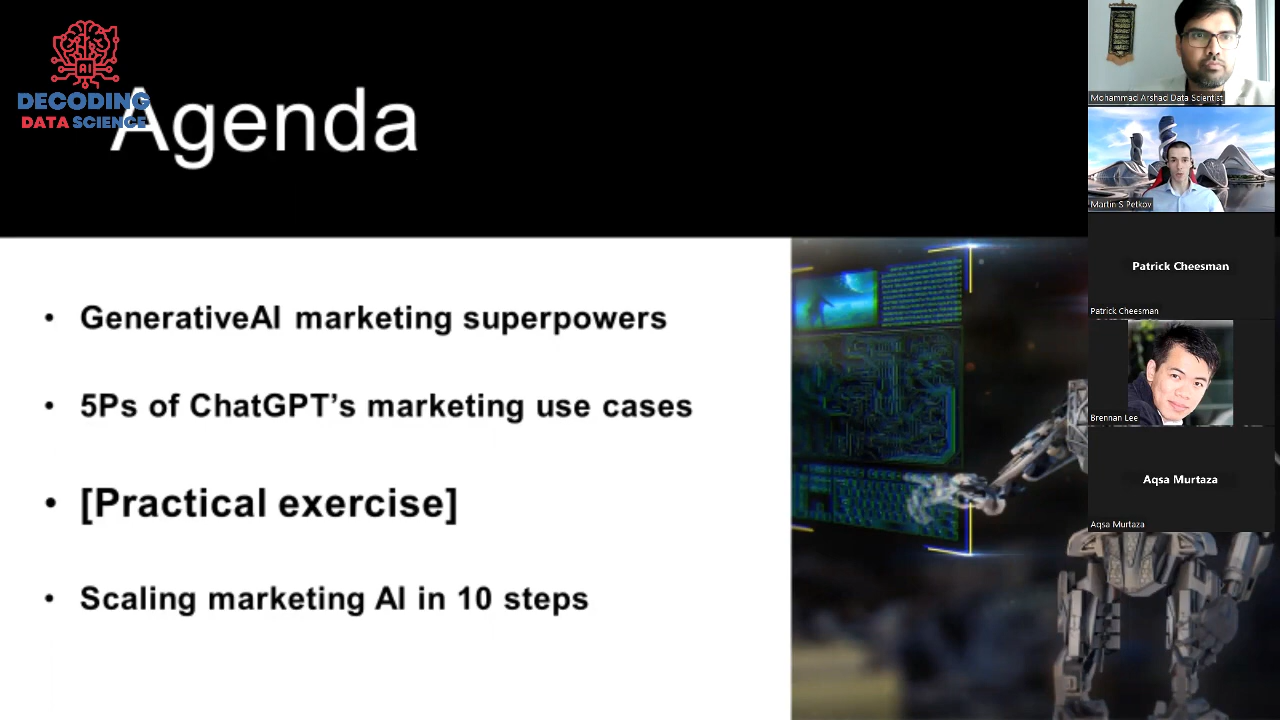 AI
DECODING
DATA SCIENCE
Agenda
• GenerativeAI marketing superpowers
• 5Ps of ChatGPT’s marketing use cases
• [Practical exercise]
• Scaling marketing AI in 10 steps
Mohammad Arshad Data Scientist
Martin S Petkov
Patrick Cheesman
Patrick Cheesman
Brennan Lee
Aqsa Murtaza
Aqsa Murtaza